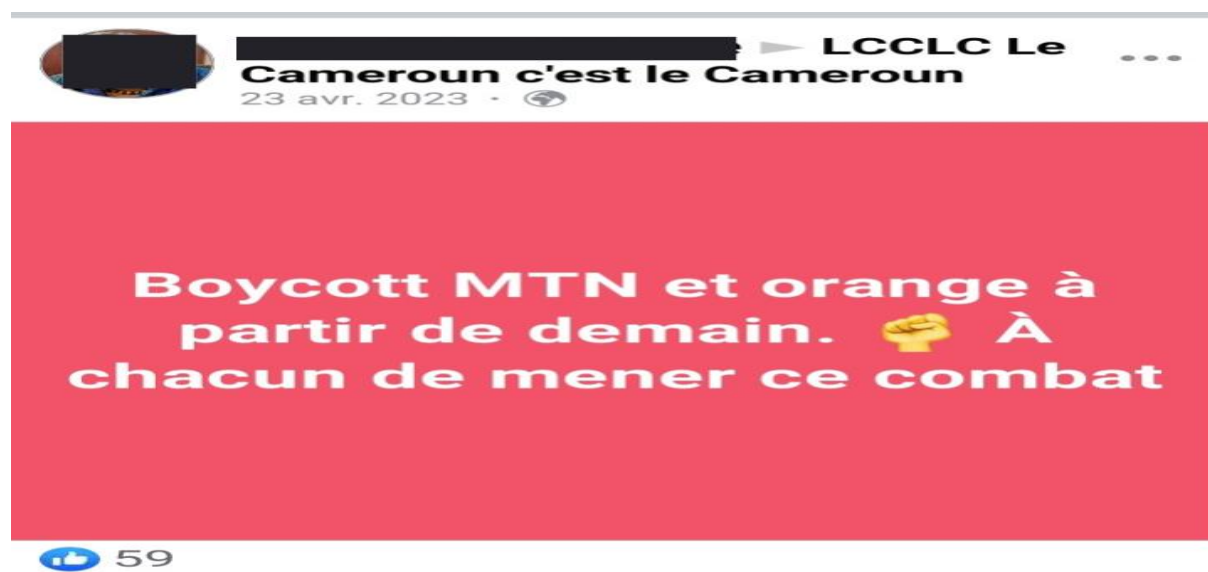 LCCLC Le
Cameroun c'est le Cameroun
23 avr. 2023 ·
Boycott MTN et orange à
partir de demain. ✊ À
chacun de mener ce combat
59